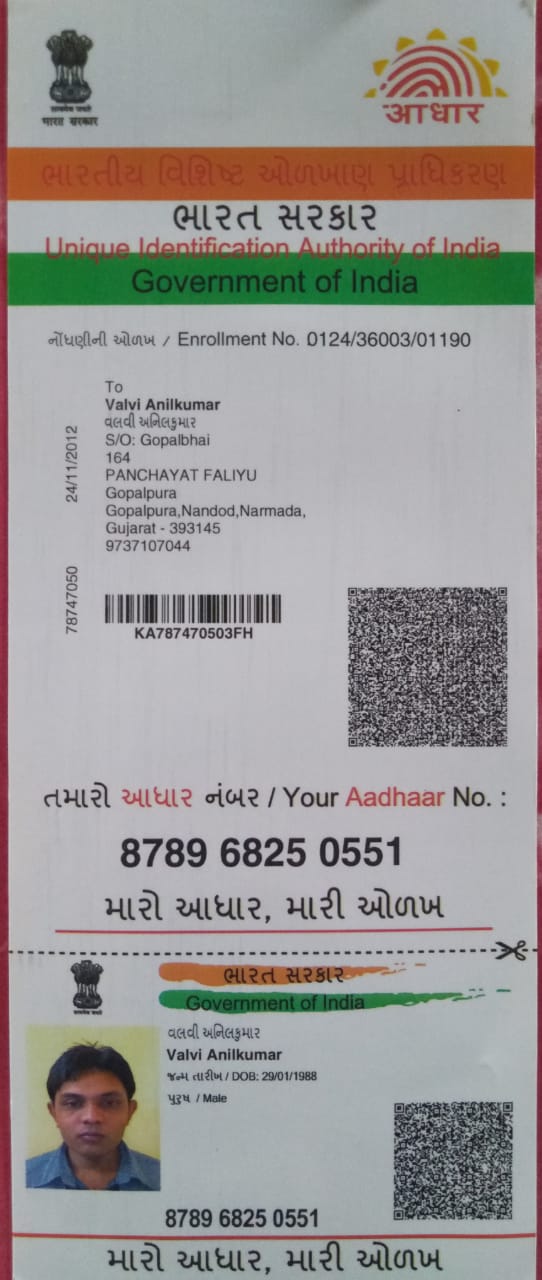 सत्यमेव जयते
भारत सरकार
आधार
ભારતીય વિશિષ્ટ ઓળખાણ પ્રાધિકરણ
ભારત સરકાર
Unique Identification Authority of India
Government of India
નોંધણીની ઓળખ / Enrollment No. 0124/36003/01190
To
Valvi Anilkumar
વલવી અનિલકુમાર
S/O: Gopalbhai
164
PANCHAYAT FALIYU
Gopalpura
Gopalpura,Nandod,Narmada,
Gujarat - 393145
9737107044
24/11/2012
78747050
KA787470503FH
તમારો આધાર નંબર / Your Aadhaar No. :
8789 6825 0551
મારો આધાર, મારી ઓળખ
ભારત સરકાર
Government of India
વલવી અનિલકુમાર
Valvi Anilkumar
જન્મ તારીખ / DOB: 29/01/1988
પુરુષ / Male
8789 6825 0551
મારો આધાર, મારી ઓળખ